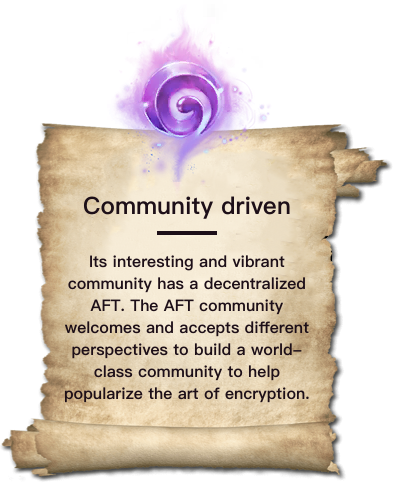 Community driven
Its interesting and vibrant
community has a decentralized
AFT. The AFT community
welcomes and accepts different
perspectives to build a world-
class community to help
popularize the art of encryption.